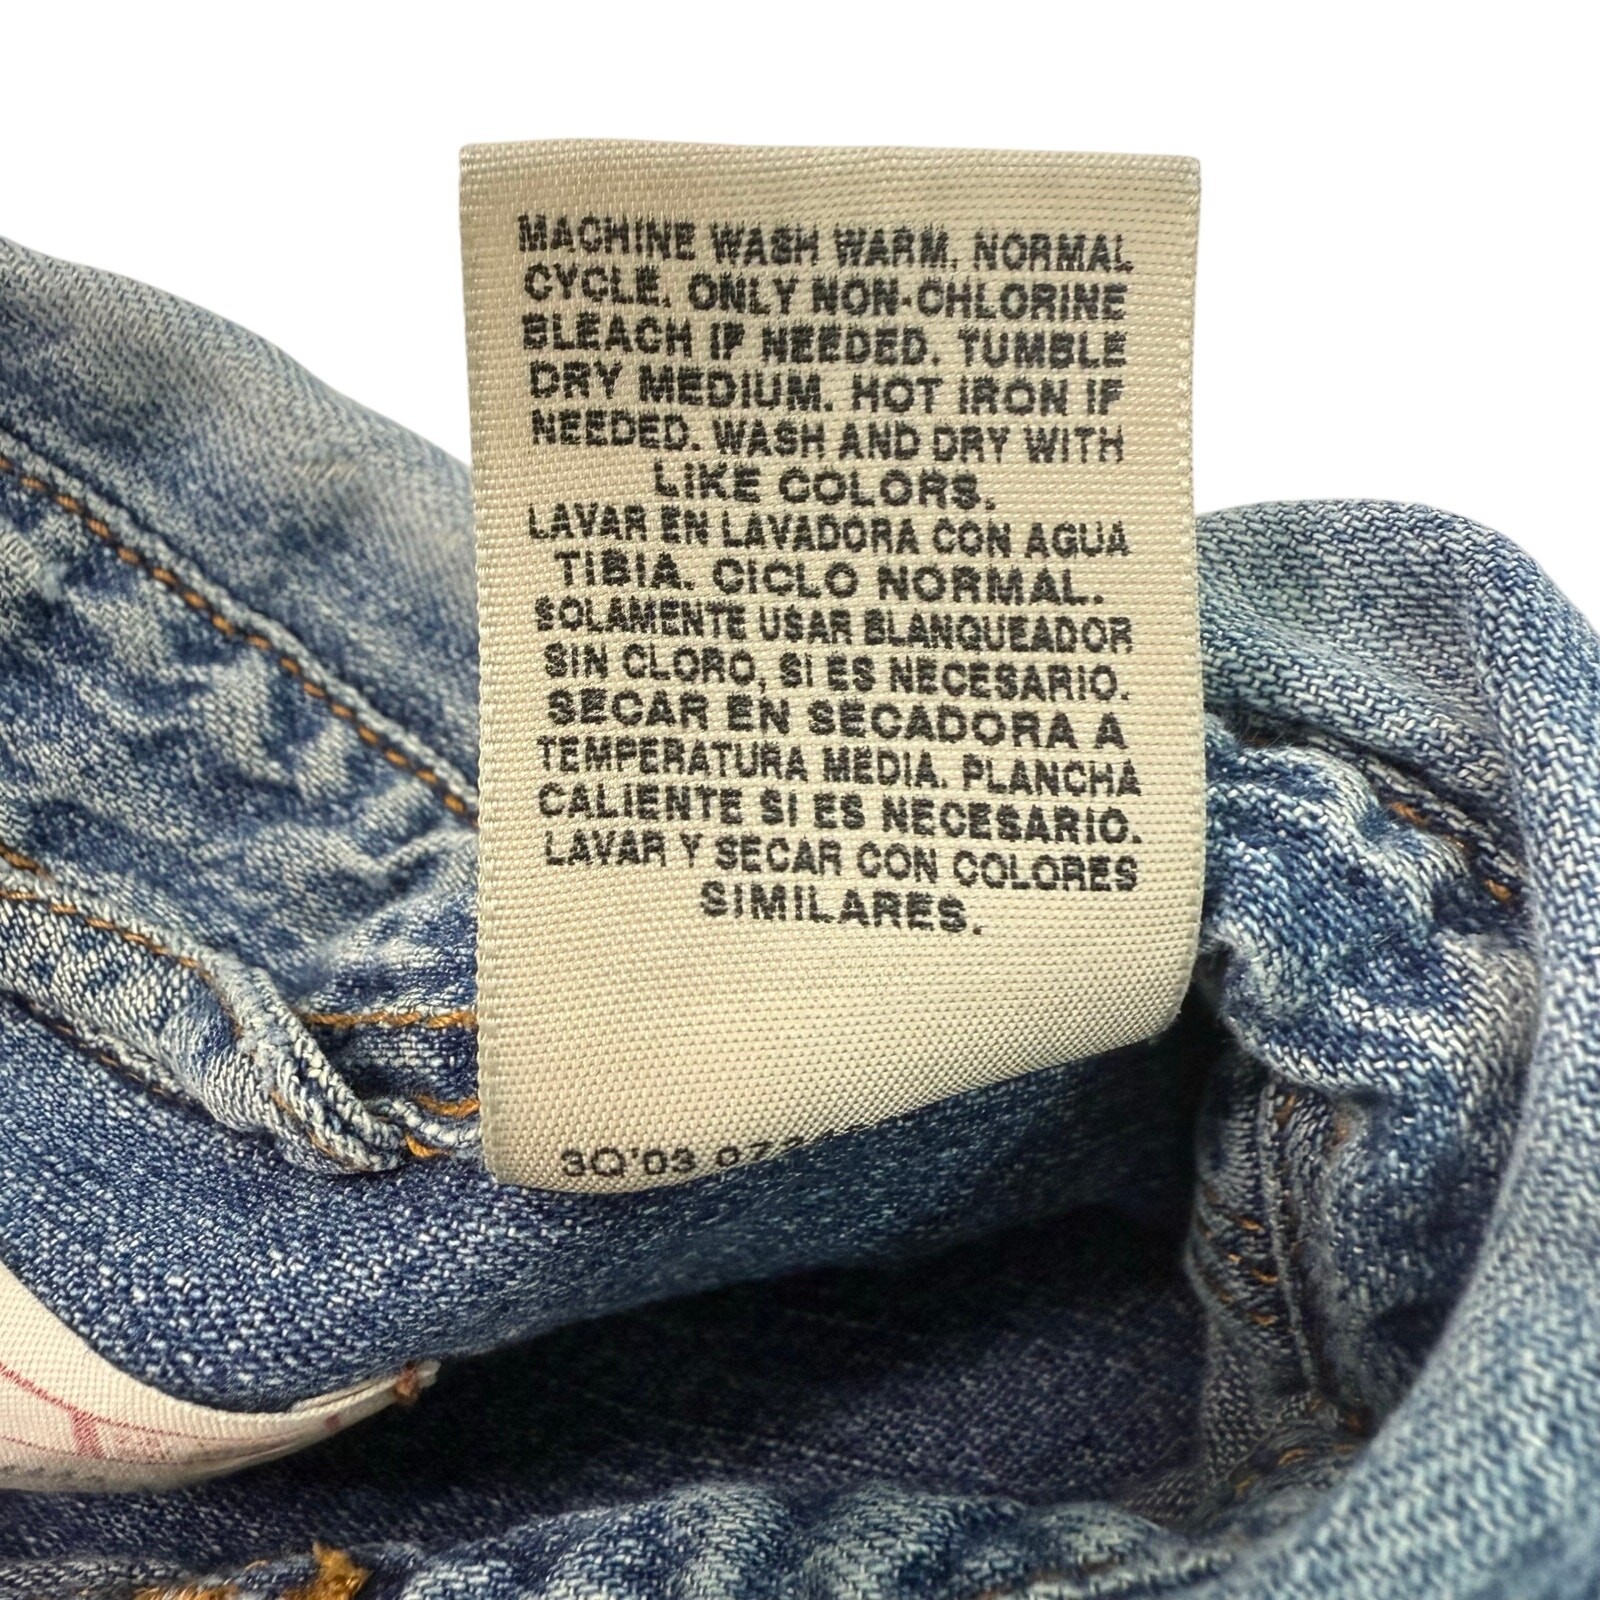 MACHINE WASH WARM, NORMAL
CYCLE. ONLY NON-CHLORINE
BLEACH IF NEEDED. TUMBLE
DRY MEDIUM. HOT IRON IF
NEEDED. WASH AND DRY WITH
LIKE COLORS.
LAVAR EN LAVADORA CON AGUA
TIBIA. CICLO NORMAL.
SOLAMENTE USAR BLANQUEADOR
SIN CLORO, SI ES NECESARIO.
SECAR EN SECADORA A
TEMPERATURA MEDIA. PLANCHA
CALIENTE SI ES NECESARIO.
LAVAR Y SECAR CON COLORES
SIMILARES.
3Q'03